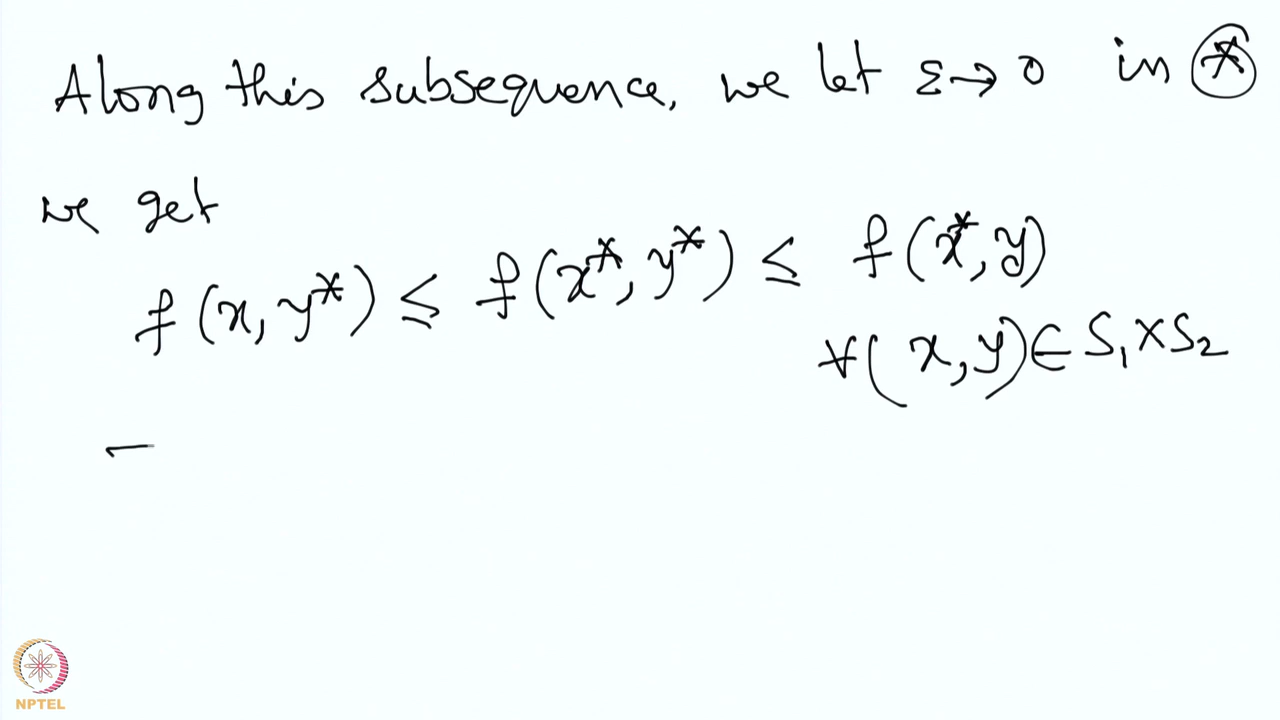 Along this subsequence, we let ε→0 in ⊛
we get
f(x, y*) ≤ f(x*, y*) ≤ f(x*, y)
∀(x, y)∈ S₁×S₂
NPTEL